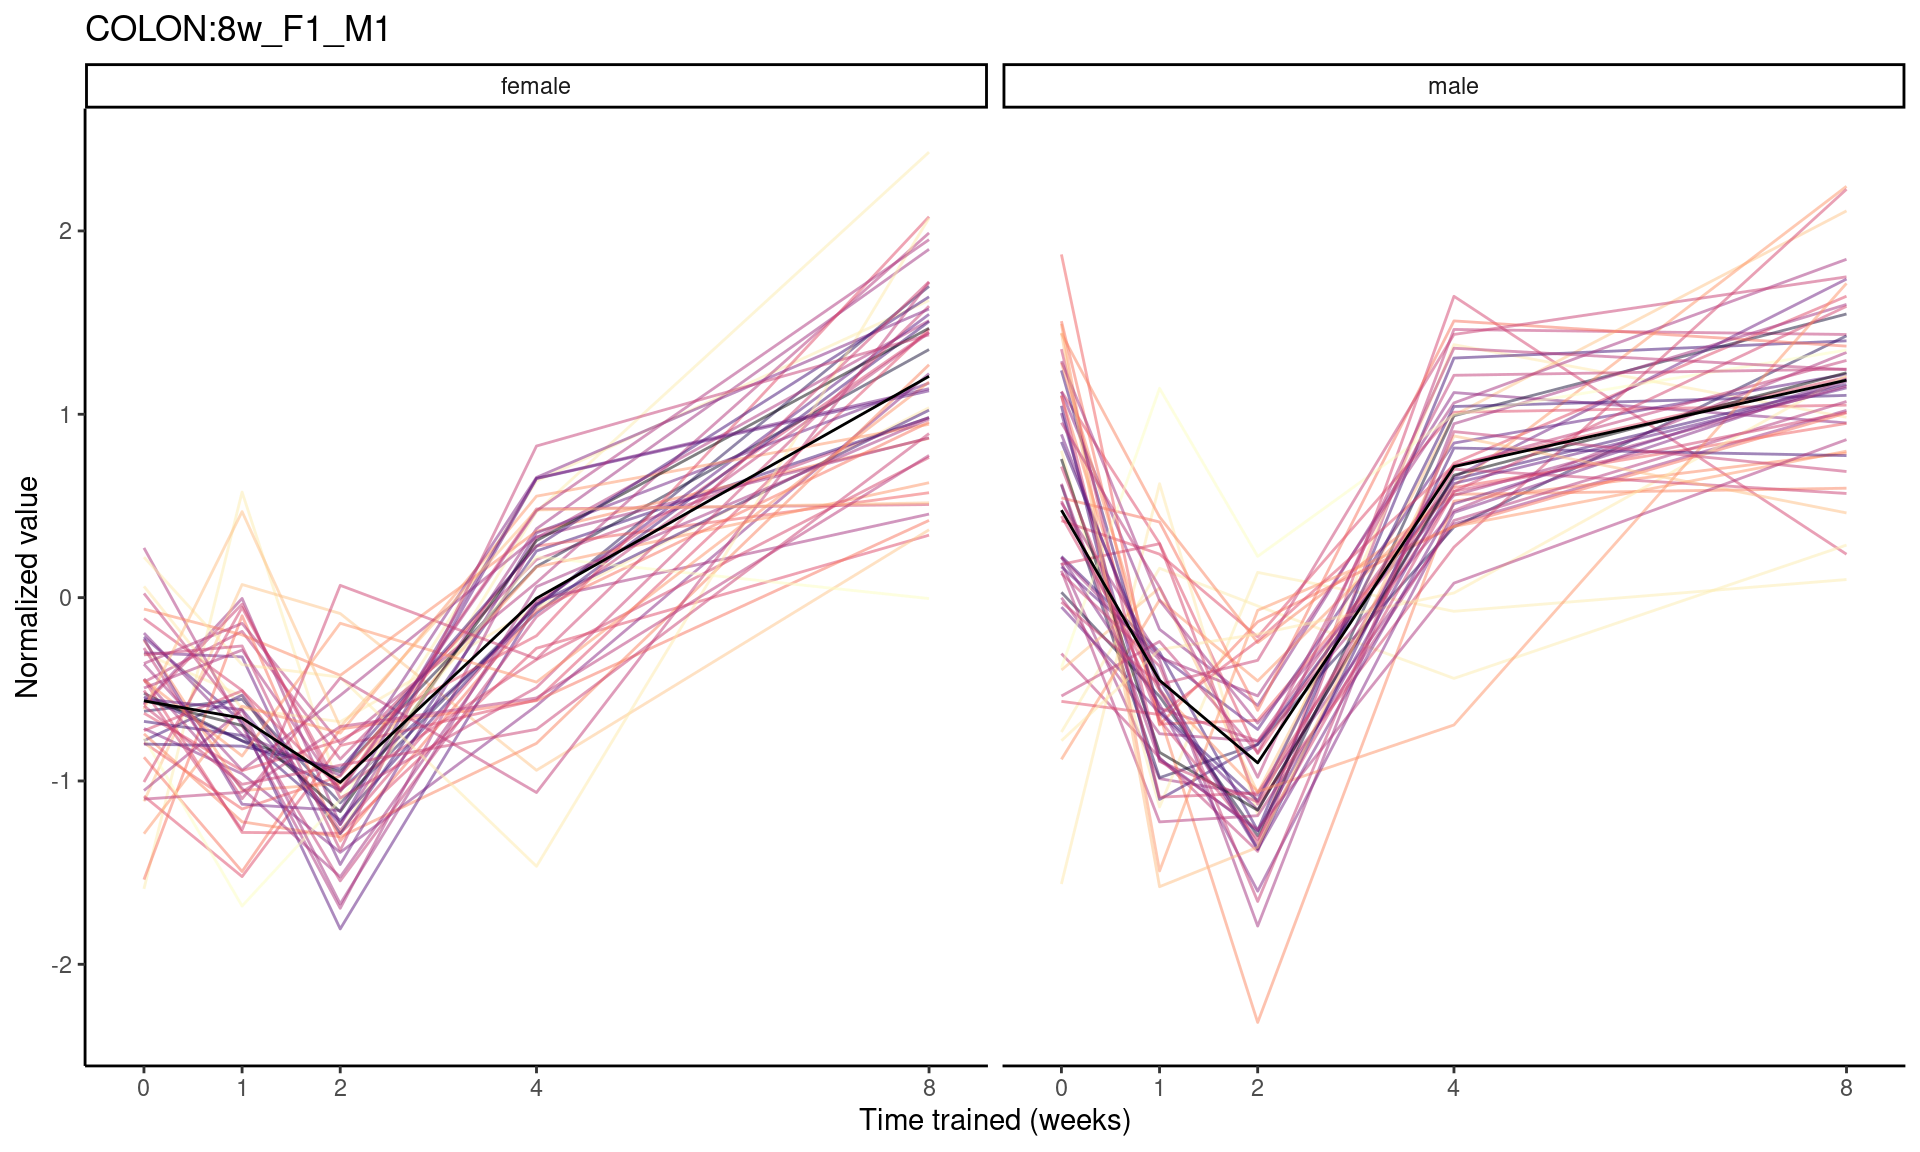 COLON:8w_F1_M1
female
male
Normalized value
2
1
0
-1
-2
0 1 2 4 8
0 1 2 4 8
Time trained (weeks)